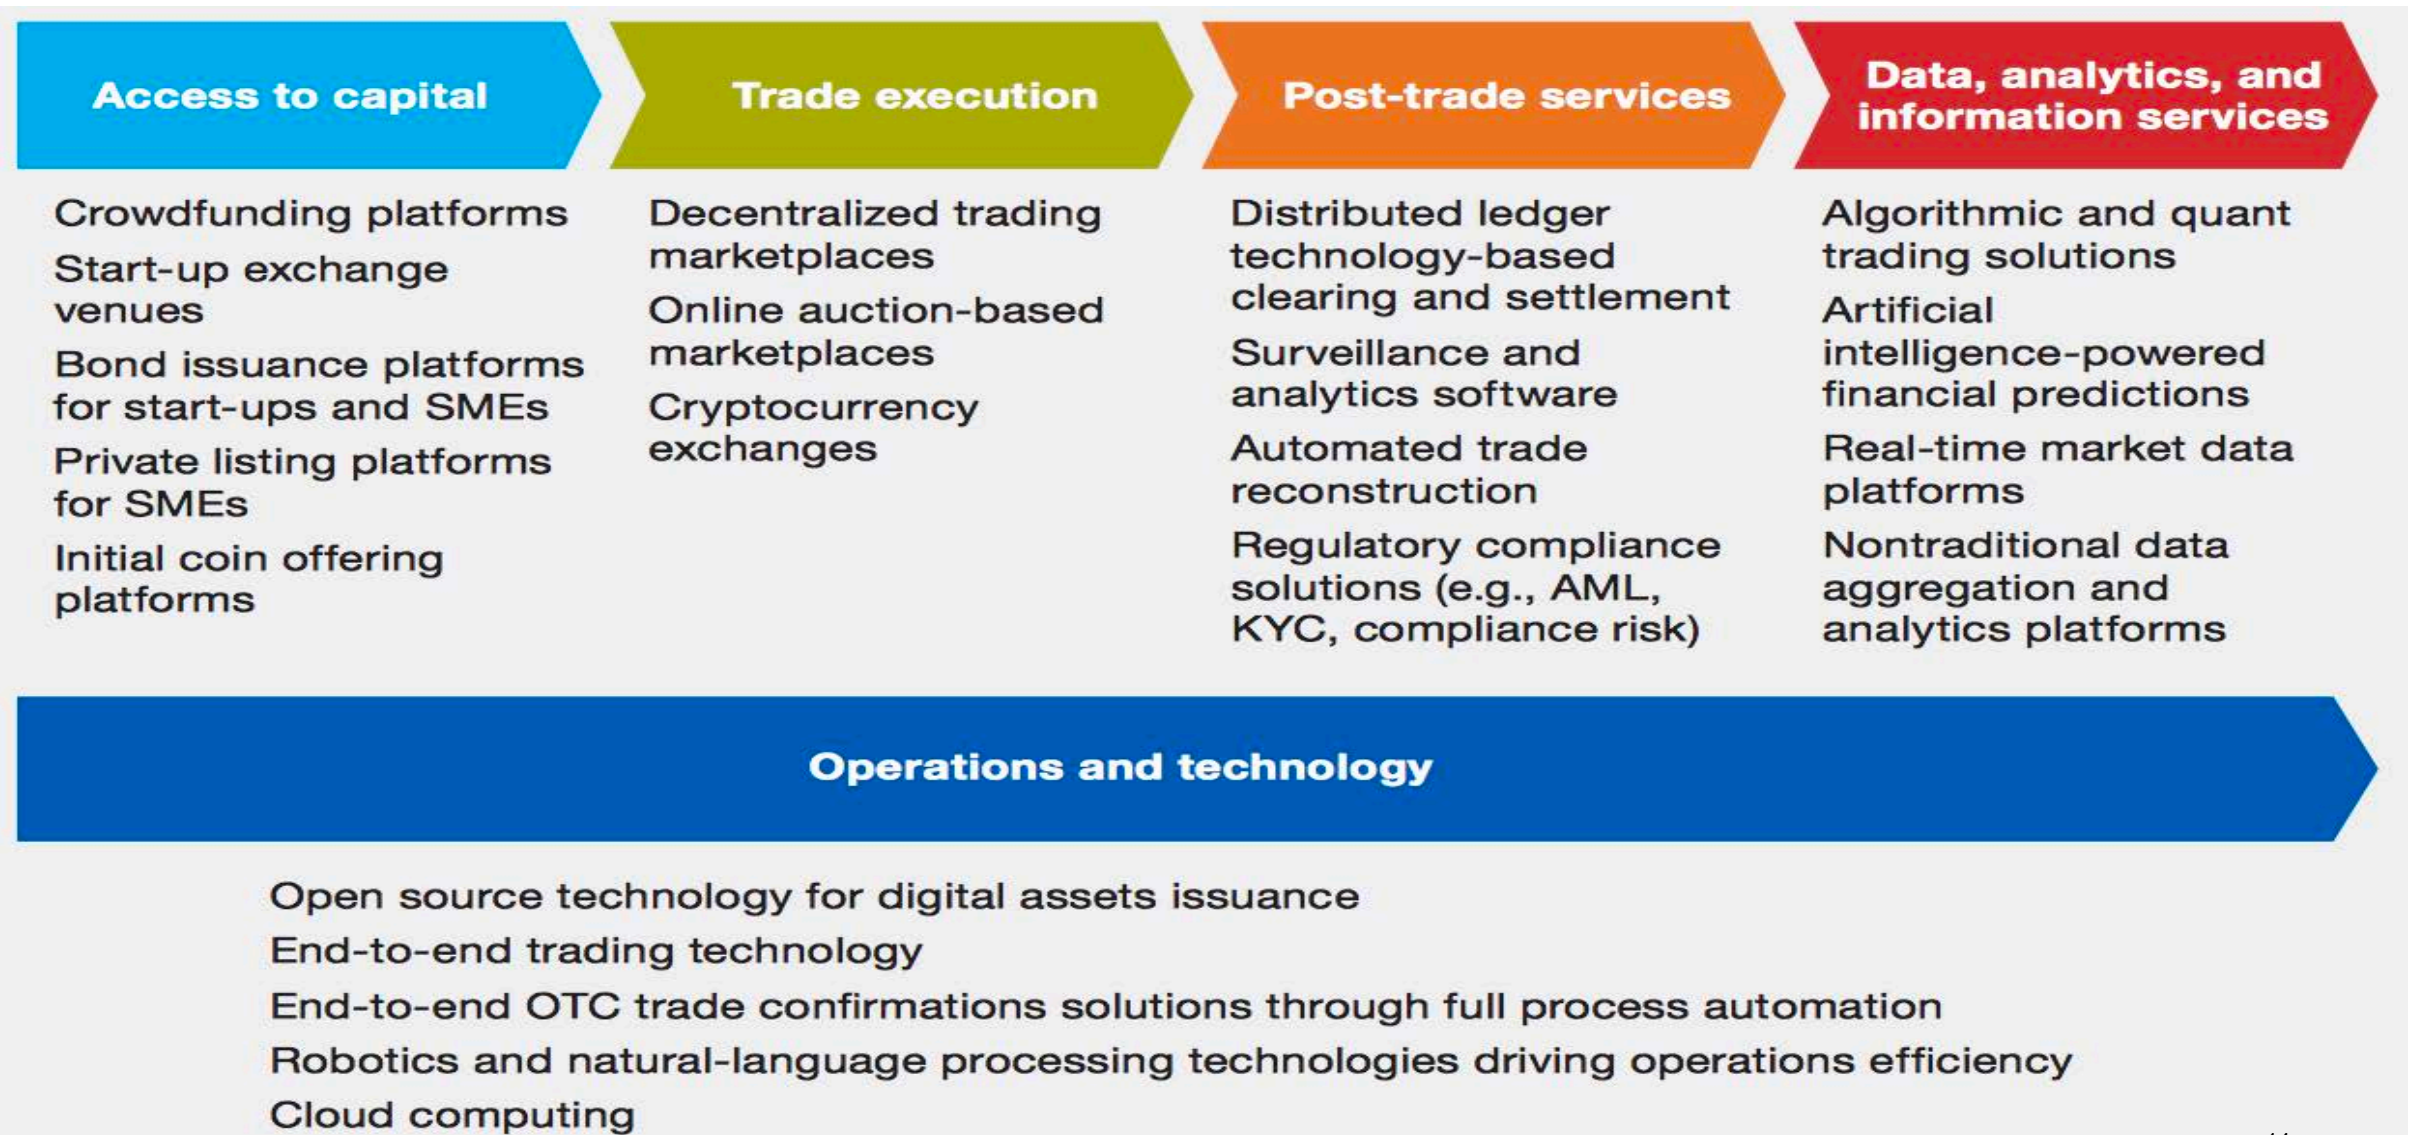 Access to capital
Crowdfunding platforms
Start-up exchange
venues
Bond issuance platforms
for start-ups and SMEs
Private listing platforms
for SMEs
Initial coin offering
platforms
Trade execution
Decentralized trading
marketplaces
Online auction-based
marketplaces
Cryptocurrency
exchanges
Post-trade services
Distributed ledger
technology-based
clearing and settlement
Surveillance and
analytics software
Automated trade
reconstruction
Regulatory compliance
solutions (e.g., AML,
KYC, compliance risk)
Data, analytics, and
information services
Algorithmic and quant
trading solutions
Artificial
intelligence-powered
financial predictions
Real-time market data
platforms
Nontraditional data
aggregation and
analytics platforms
Operations and technology
Open source technology for digital assets issuance
End-to-end trading technology
End-to-end OTC trade confirmations solutions through full process automation
Robotics and natural-language processing technologies driving operations efficiency
Cloud computing